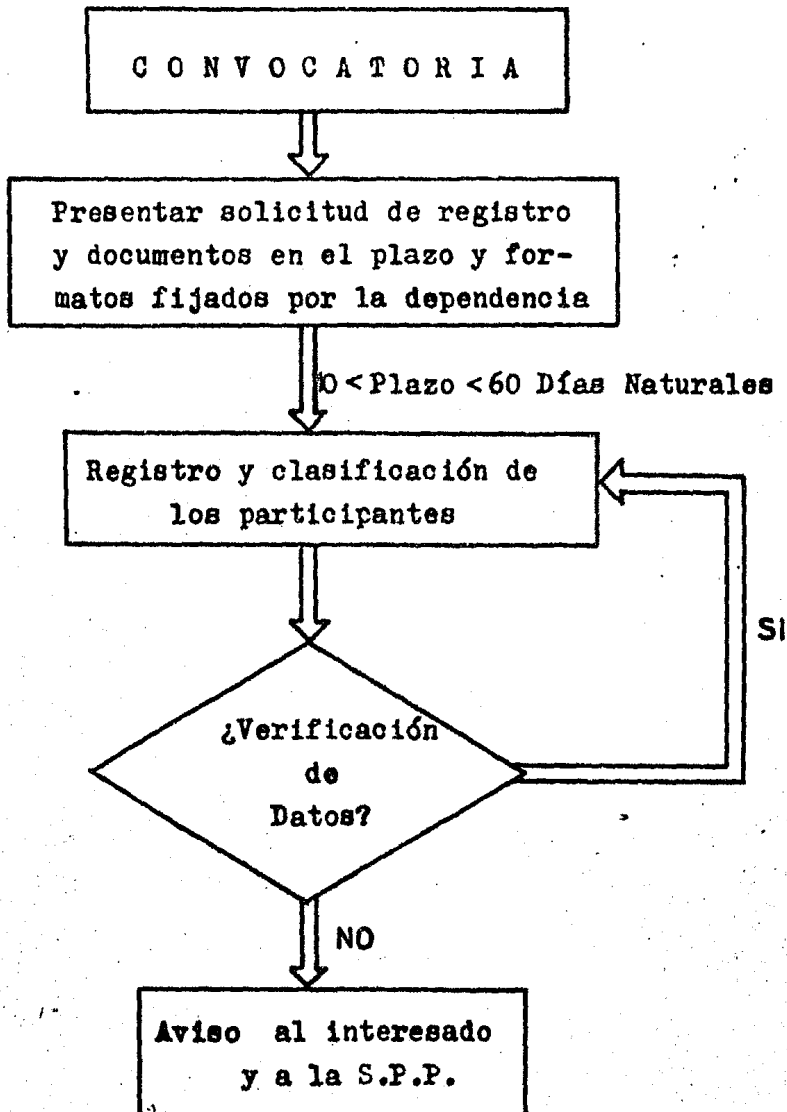 CONVOCATORIA
Presentar solicitud de registro
y documentos en el plazo y for-
matos fijados por la dependencia
0 < Plazo < 60 Días Naturales
Registro y clasificación de
los participantes
SI
¿Verificación
de
Datos?
NO
Aviso al interesado
y a la S.P.P.